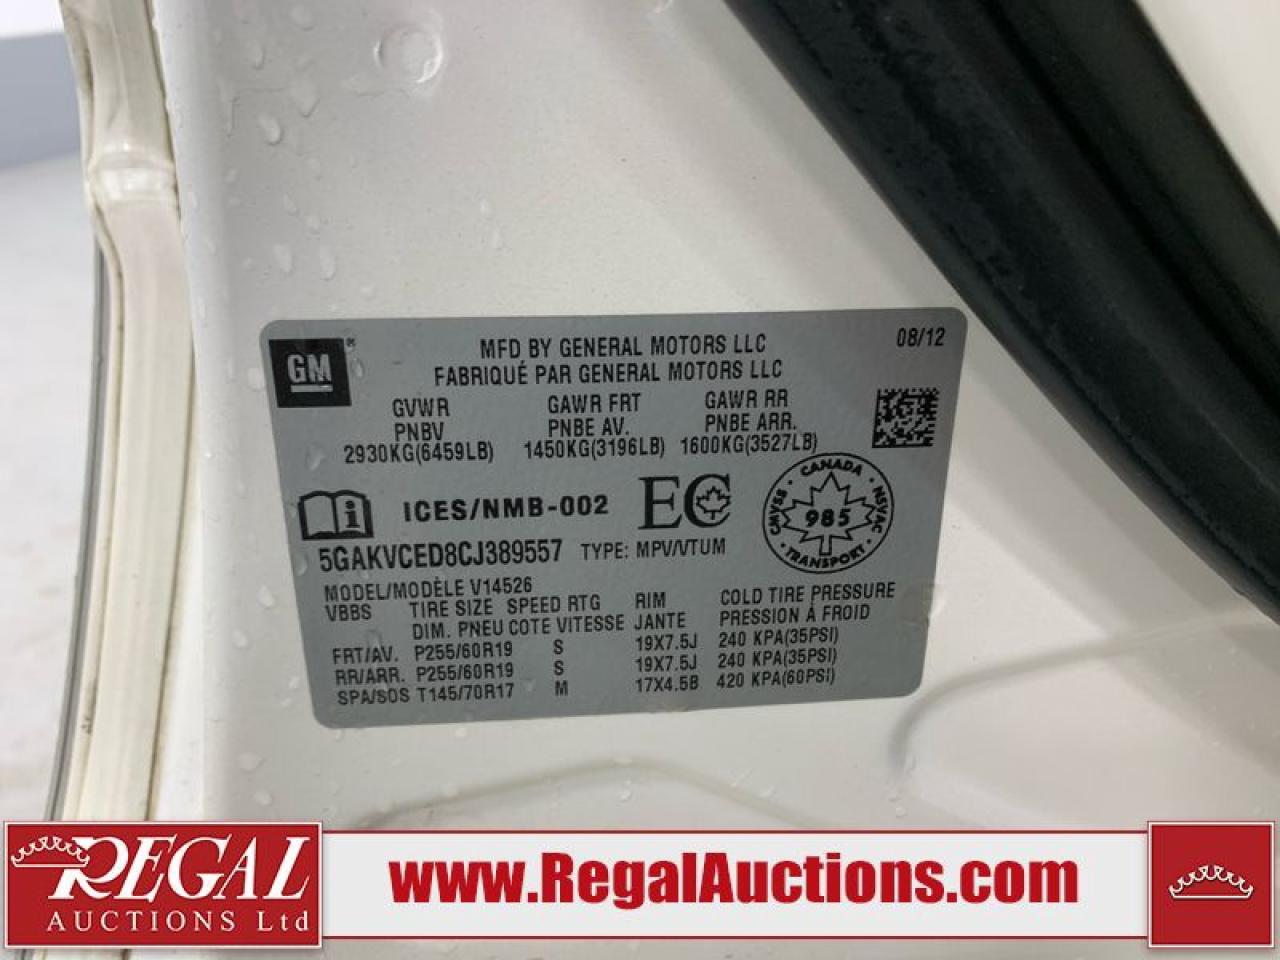 GM
®
MFD BY GENERAL MOTORS LLC
08/12
FABRIQUÉ PAR GENERAL MOTORS LLC
GVWR GAWR FRT GAWR RR
PNBV PNBE AV. PNBE ARR.
2930KG(6459LB) 1450KG(3196LB) 1600KG(3527LB)
i ICES/NMB-002 EC
CANADA
CMVSS 985 NSVAC
TRANSPORT
5GAKVCED8CJ389557 TYPE: MPV/VTUM
MODEL/MODÈLE V14526
VBBS TIRE SIZE SPEED RTG RIM COLD TIRE PRESSURE
DIM. PNEU COTE VITESSE JANTE PRESSION À FROID
FRT/AV. P255/60R19 S 19X7.5J 240 KPA(35PSI)
RR/ARR. P255/60R19 S 19X7.5J 240 KPA(35PSI)
SPA/SOS T145/70R17 M 17X4.5B 420 KPA(60PSI)
REGAL
AUCTIONS Ltd
www.RegalAuctions.com